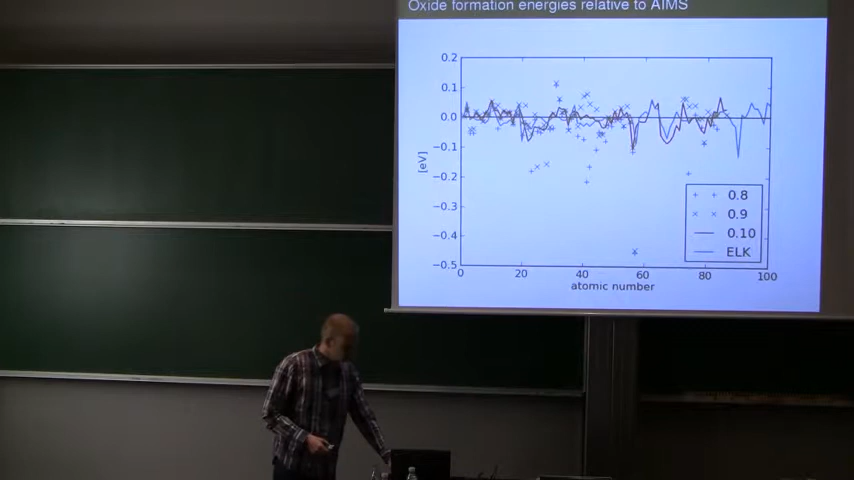 Oxide formation energies relative to AIMS
0.2
0.1
0.0
−0.1
−0.2
−0.3
−0.4
−0.5
[eV]
0 20 40 60 80 100
atomic number
0.8
0.9
0.10
ELK